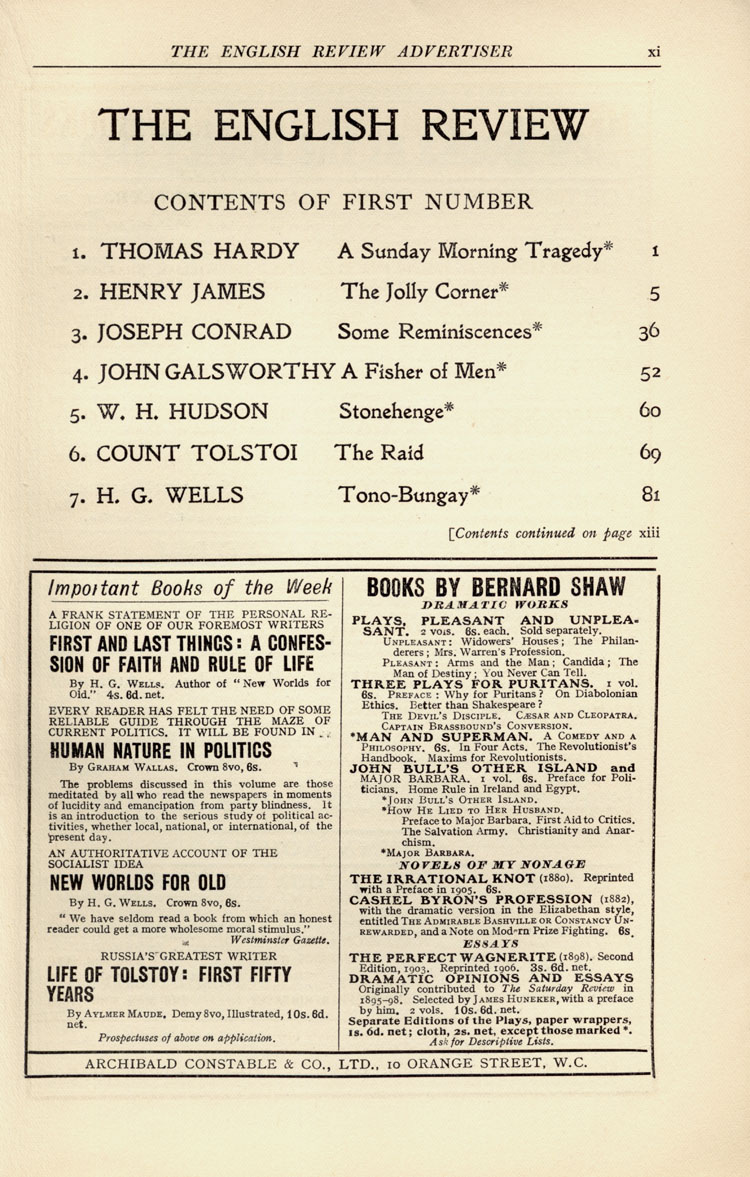 THE ENGLISH REVIEW ADVERTISER xi
THE ENGLISH REVIEW
CONTENTS OF FIRST NUMBER
1. THOMAS HARDY A Sunday Morning Tragedy* 1
2. HENRY JAMES The Jolly Corner* 5
3. JOSEPH CONRAD Some Reminiscences* 36
4. JOHN GALSWORTHY A Fisher of Men* 52
5. W. H. HUDSON Stonehenge* 60
6. COUNT TOLSTOI The Raid 69
7. H. G. WELLS Tono-Bungay* 81
[Contents continued on page xiii
Important Books of the Week
A FRANK STATEMENT OF THE PERSONAL RE-
LIGION OF ONE OF OUR FOREMOST WRITERS
FIRST AND LAST THINGS: A CONFES-
SION OF FAITH AND RULE OF LIFE
By H. G. WELLS. Author of "New Worlds for
Old." 4s. 6d. net.
EVERY READER HAS FELT THE NEED OF SOME
RELIABLE GUIDE THROUGH THE MAZE OF
CURRENT POLITICS. IT WILL BE FOUND IN
HUMAN NATURE IN POLITICS
By GRAHAM WALLAS. Crown 8vo, 6s.
The problems discussed in this volume are those
meditated by all who read the newspapers in moments
of lucidity and emancipation from party blindness. It
is an introduction to the serious study of political ac-
tivities, whether local, national, or international, of the
present day.
AN AUTHORITATIVE ACCOUNT OF THE
SOCIALIST IDEA
NEW WORLDS FOR OLD
By H. G. WELLS. Crown 8vo, 6s.
"We have seldom read a book from which an honest
reader could get a more wholesome moral stimulus."
Westminster Gazette.
RUSSIA'S GREATEST WRITER
LIFE OF TOLSTOY: FIRST FIFTY
YEARS
By AYLMER MAUDE. Demy 8vo, Illustrated, 10s. 6d.
net.
Prospectuses of above on application.
BOOKS BY BERNARD SHAW
DRAMATIC WORKS
PLAYS, PLEASANT AND UNPLEA-
SANT. 2 vols. 6s. each. Sold separately.
UNPLEASANT: Widowers' Houses; The Philan-
derers; Mrs. Warren's Profession.
PLEASANT: Arms and the Man; Candida; The
Man of Destiny; You Never Can Tell.
THREE PLAYS FOR PURITANS. 1 vol.
6s. PREFACE: Why for Puritans? On Diabolonian
Ethics. Better than Shakespeare?
THE DEVIL'S DISCIPLE. CÆSAR AND CLEOPATRA.
CAPTAIN BRASSBOUND'S CONVERSION.
*MAN AND SUPERMAN. A COMEDY AND A
PHILOSOPHY. 6s. In Four Acts. The Revolutionist's
Handbook. Maxims for Revolutionists.
JOHN BULL'S OTHER ISLAND and
MAJOR BARBARA. 1 vol. 6s. Preface for Poli-
ticians. Home Rule in Ireland and Egypt.
*JOHN BULL'S OTHER ISLAND.
*HOW HE LIED TO HER HUSBAND.
Preface to Major Barbara. First Aid to Critics.
The Salvation Army. Christianity and Anar-
chism.
*MAJOR BARBARA.
NOVELS OF MY NONAGE
THE IRRATIONAL KNOT (1880). Reprinted
with a Preface in 1905. 6s.
CASHEL BYRON'S PROFESSION (1882),
with the dramatic version in the Elizabethan style,
entitled THE ADMIRABLE BASHVILLE OR CONSTANCY UN-
REWARDED, and a Note on Modern Prize Fighting. 6s.
ESSAYS
THE PERFECT WAGNERITE (1898). Second
Edition, 1903. Reprinted 1906. 3s. 6d. net.
DRAMATIC OPINIONS AND ESSAYS
Originally contributed to The Saturday Review in
1895-98. Selected by JAMES HUNEKER, with a preface
by him. 2 vols. 10s. 6d. net.
Separate Editions of the Plays, paper wrappers,
1s. 6d. net; cloth, 2s. net, except those marked *.
Ask for Descriptive Lists.
ARCHIBALD CONSTABLE & CO., LTD., 10 ORANGE STREET, W.C.